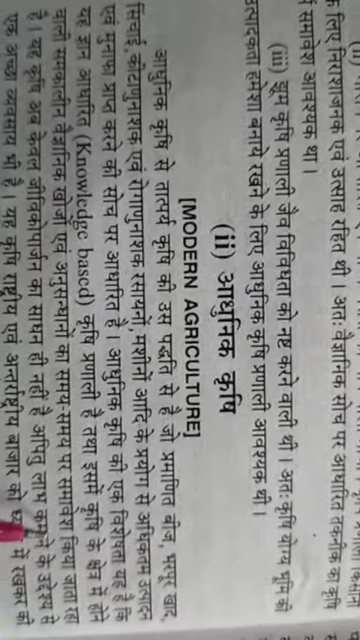 के लिए निराशाजनक एवं उत्साह रहित थी। अतः वैज्ञानिक सोच पर आधारित तकनीक का कृषि
में समावेश आवश्यक था।
(iii) झूम कृषि प्रणाली जैव विविधता को नष्ट करने वाली थी। अतः कृषि योग्य भूमि की
उत्पादकता हमेशा बनाये रखने के लिए आधुनिक कृषि प्रणाली आवश्यक थी।
(ii) आधुनिक कृषि
[MODERN AGRICULTURE]
आधुनिक कृषि से तात्पर्य कृषि की उस पद्धति से है जो प्रमाणित बीज, भरपूर खाद,
सिंचाई, कीटाणुनाशक एवं रोगाणुनाशक रसायनों, मशीनों आदि के प्रयोग से अधिकतम उत्पादन
एवं मुनाफा प्राप्त करने की सोच पर आधारित है। आधुनिक कृषि की एक विशेषता यह है कि
यह ज्ञान आधारित (Knowledge based) कृषि प्रणाली है तथा इसमें कृषि के क्षेत्र में होने
वाली समकालीन वैज्ञानिक खोजों एवं अनुसन्धानों का समय-समय पर समावेश किया जाता रहा
है। यह कृषि अब केवल जीविकोपार्जन का साधन ही नहीं है अपितु लाभ कमाने के उद्देश्य से
एक अच्छा व्यवसाय भी है। यह कृषि राष्ट्रीय एवं अन्तर्राष्ट्रीय बाजार को में रखकर की